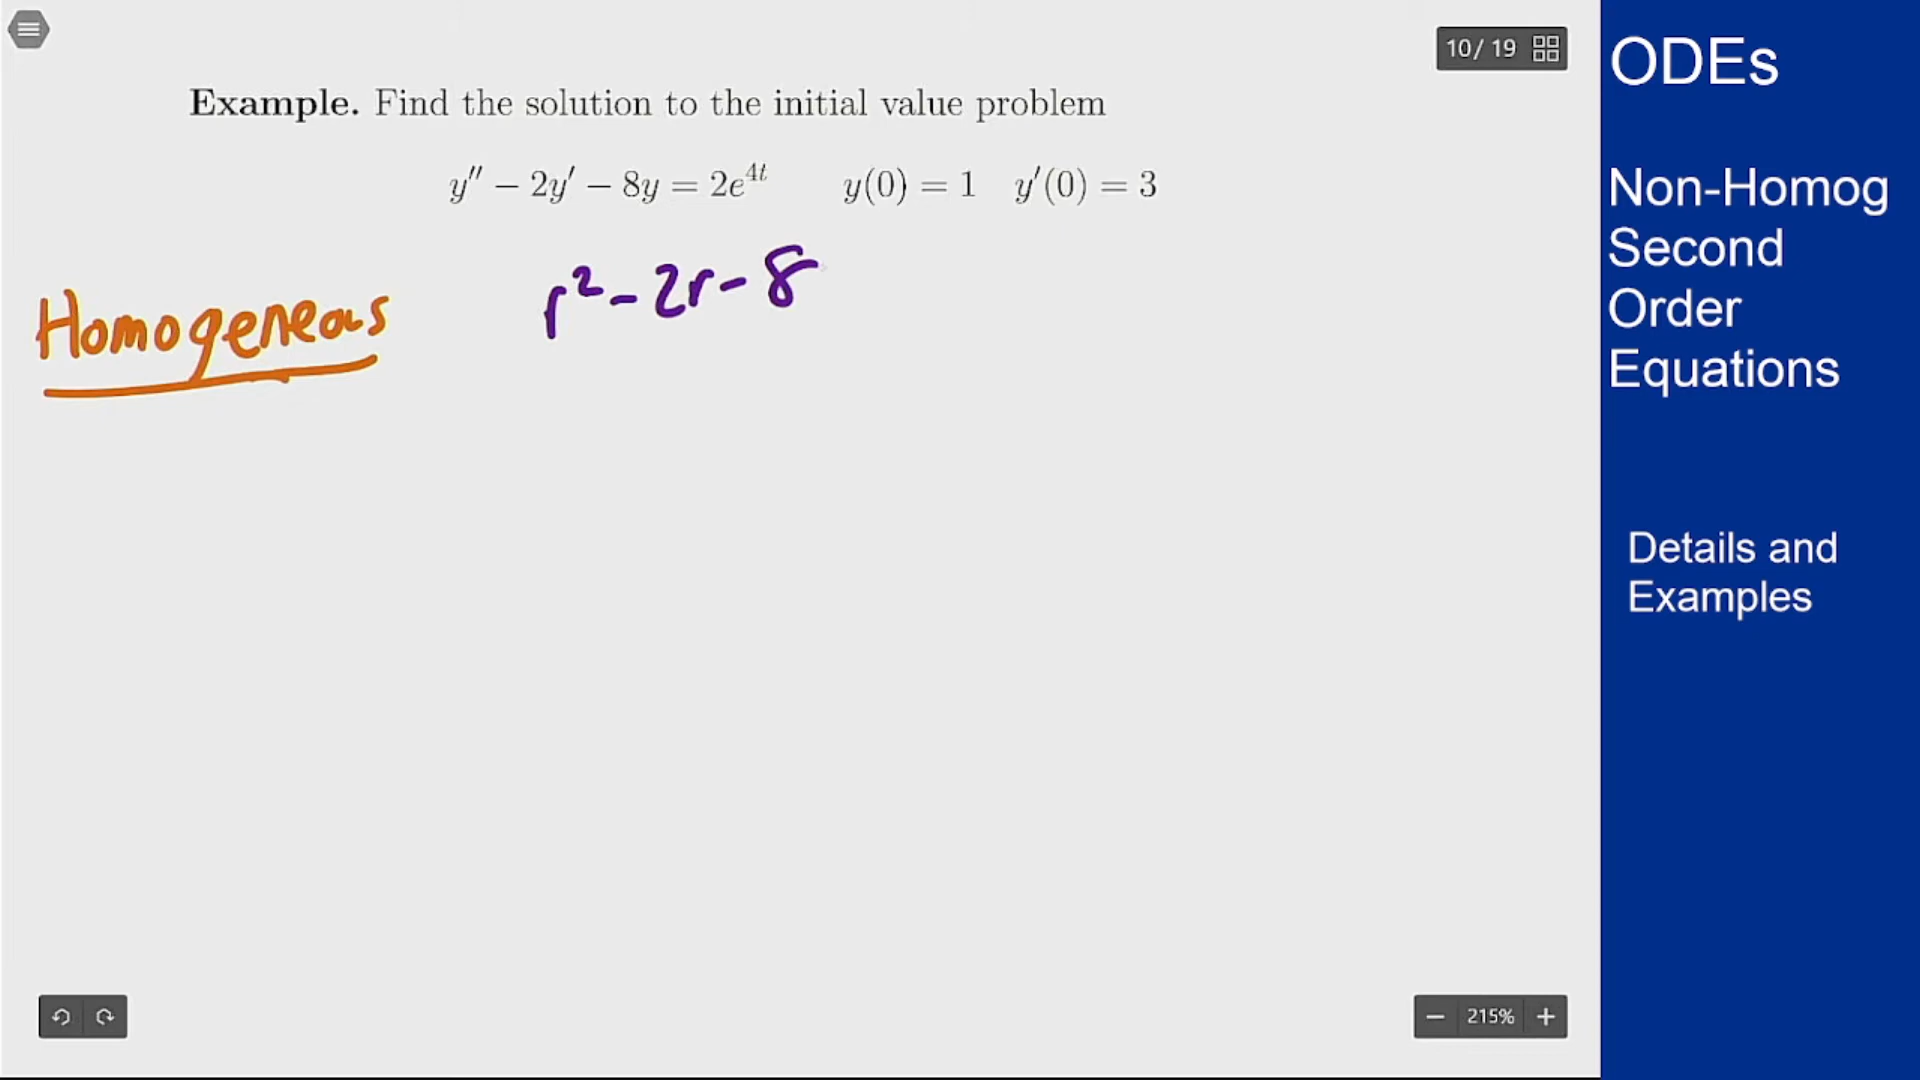 10/ 19
Example. Find the solution to the initial value problem
y″ − 2y′ − 8y = 2e^{4t} y(0) = 1 y′(0) = 3
Homogeneous
r² - 2r - 8
215%
ODEs
Non-Homog
Second
Order
Equations
Details and
Examples